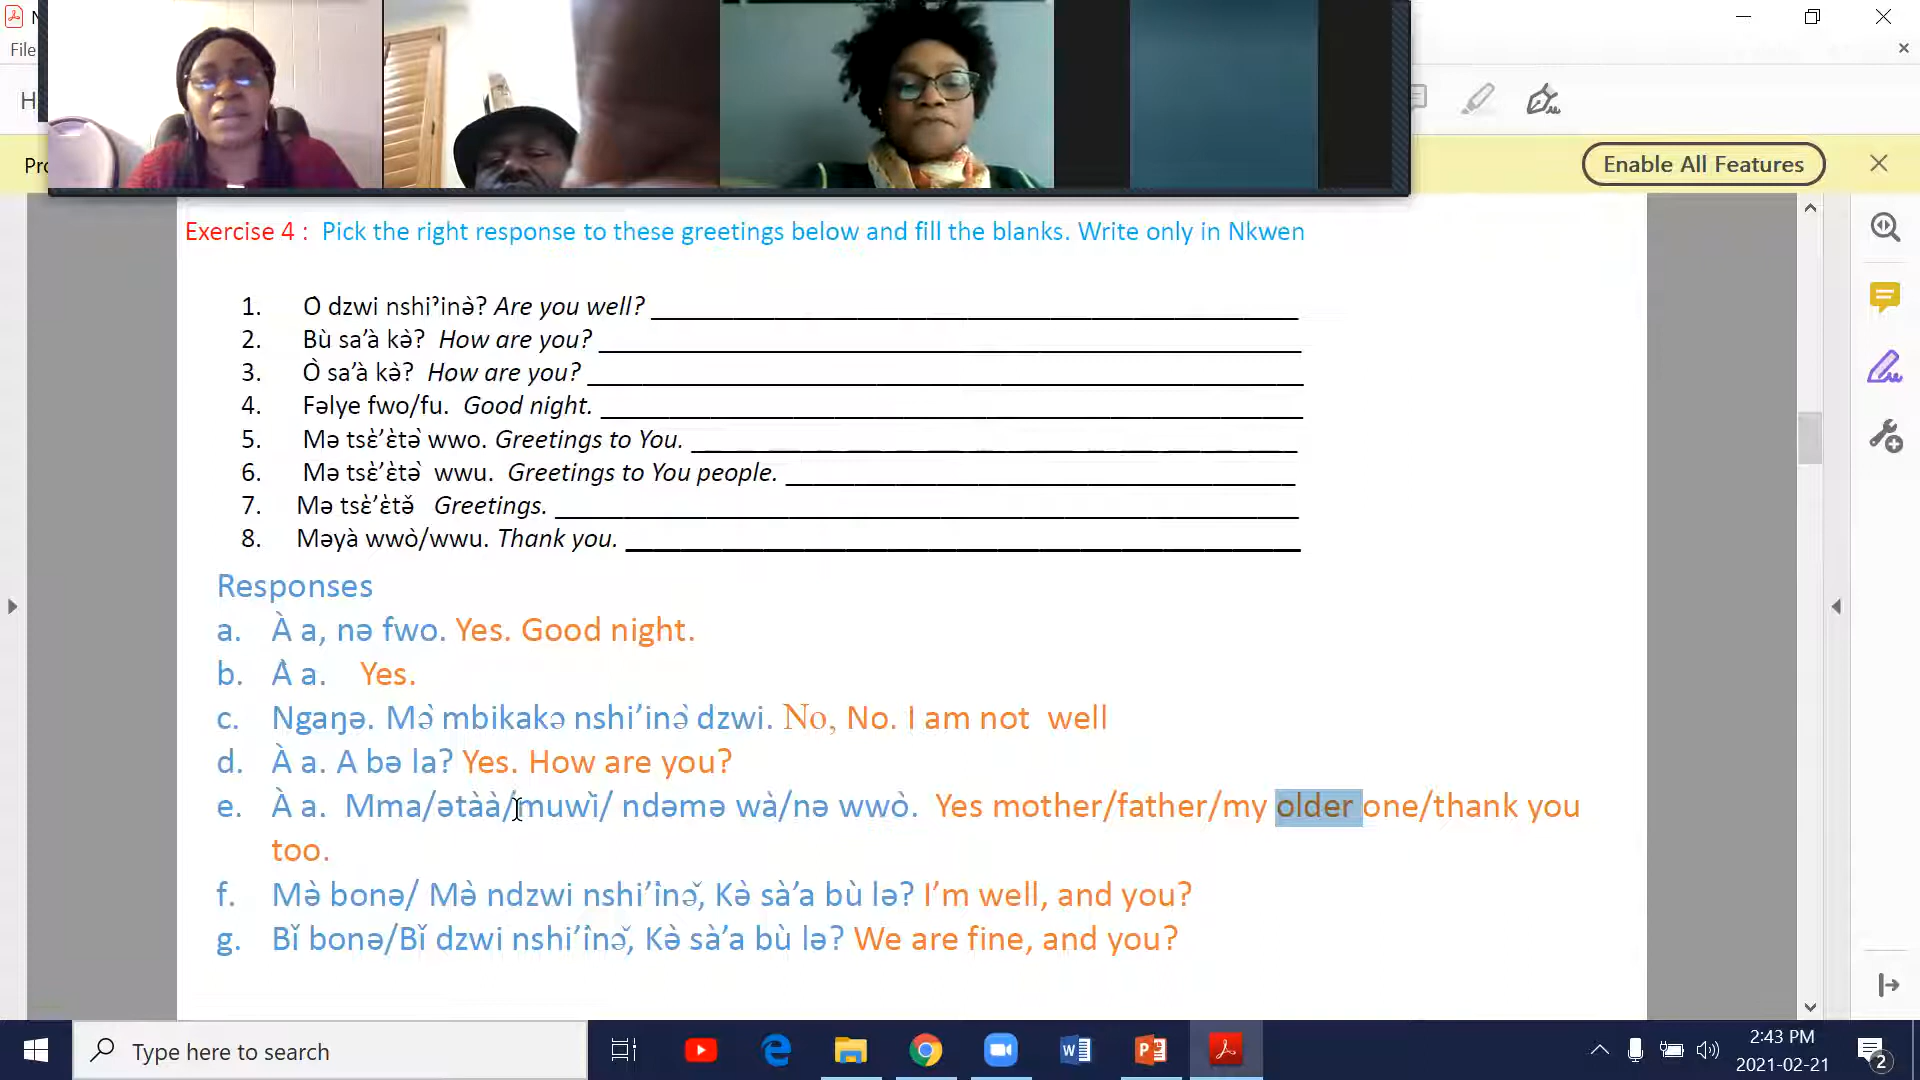 File
Enable All Features
Exercise 4 : Pick the right response to these greetings below and fill the blanks. Write only in Nkwen
1. Ò dzwi nshi’inə̀? Are you well?
2. Bù sa’à kə̀? How are you?
3. Ò sa’à kə̀? How are you?
4. Fəlye fwo/fu. Good night.
5. Mə tsɛ̀’ɛ̀tə̀ wwo. Greetings to You.
6. Mə tsɛ̀’ɛ̀tə̀ wwu. Greetings to You people.
7. Mə tsɛ̀’ɛ̀tə̌ Greetings.
8. Məyà wwò/wwu. Thank you.
Responses
a. À a, nə fwo. Yes. Good night.
b. À a. Yes.
c. Ngaŋə. Mə̀ mbikakə nshi’inə̀ dzwi. No, No. I am not well
d. À a. A bə la? Yes. How are you?
e. À a. Mma/ətàà/muwì/ ndəmə wà/nə wwò. Yes mother/father/my older one/thank you
too.
f. Mə̀ bonə/ Mə̀ ndzwi nshi’ìnə̌, Kə̀ sà’a bù lə? I’m well, and you?
g. Bǐ bonə/Bǐ dzwi nshi’înə̌, Kə̀ sà’a bù lə? We are fine, and you?
Type here to search
2:43 PM
2021-02-21
2